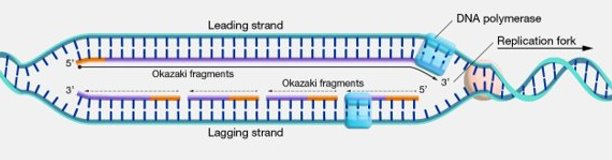 Leading strand
DNA polymerase
Replication fork
5'
Okazaki fragments
Okazaki fragments
3'
3'
5'
Lagging strand